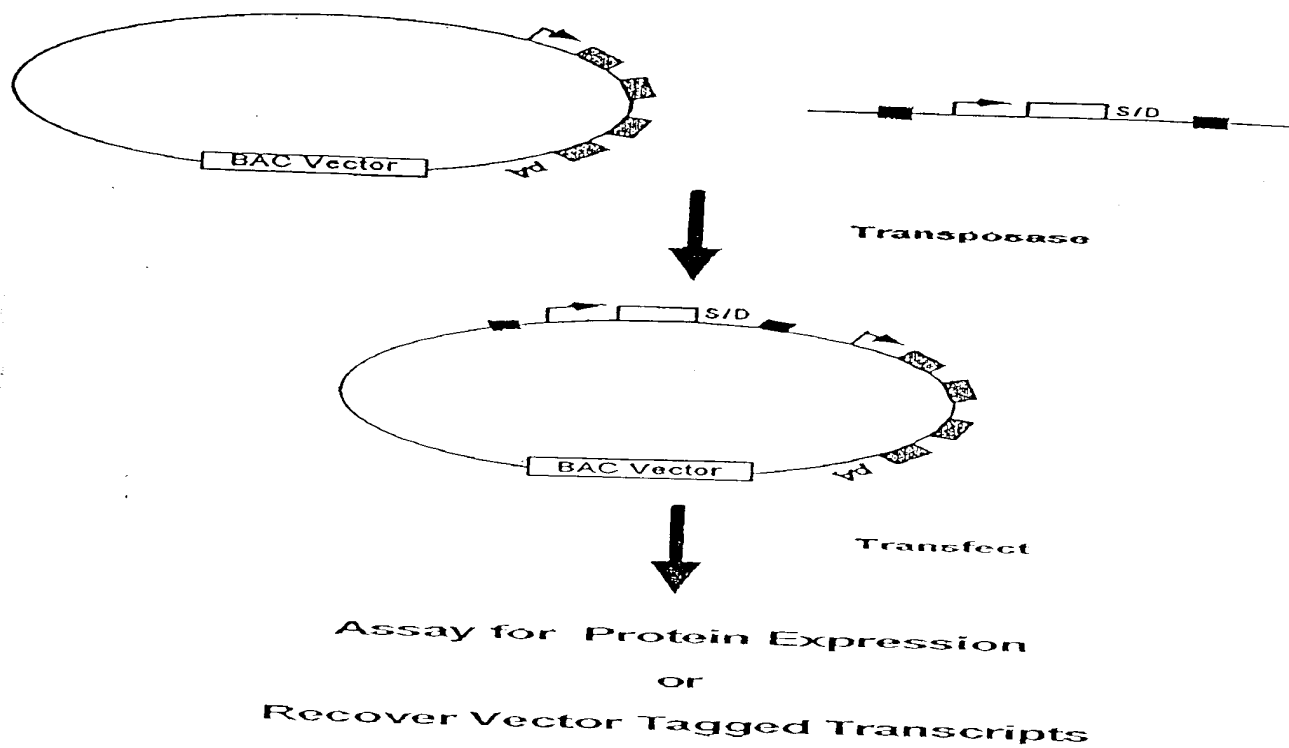 S/D
BAC Vector
pA
Transposase
S/D
BAC Vector
pA
Transfect
Assay for Protein Expression
or
Recover Vector Tagged Transcripts